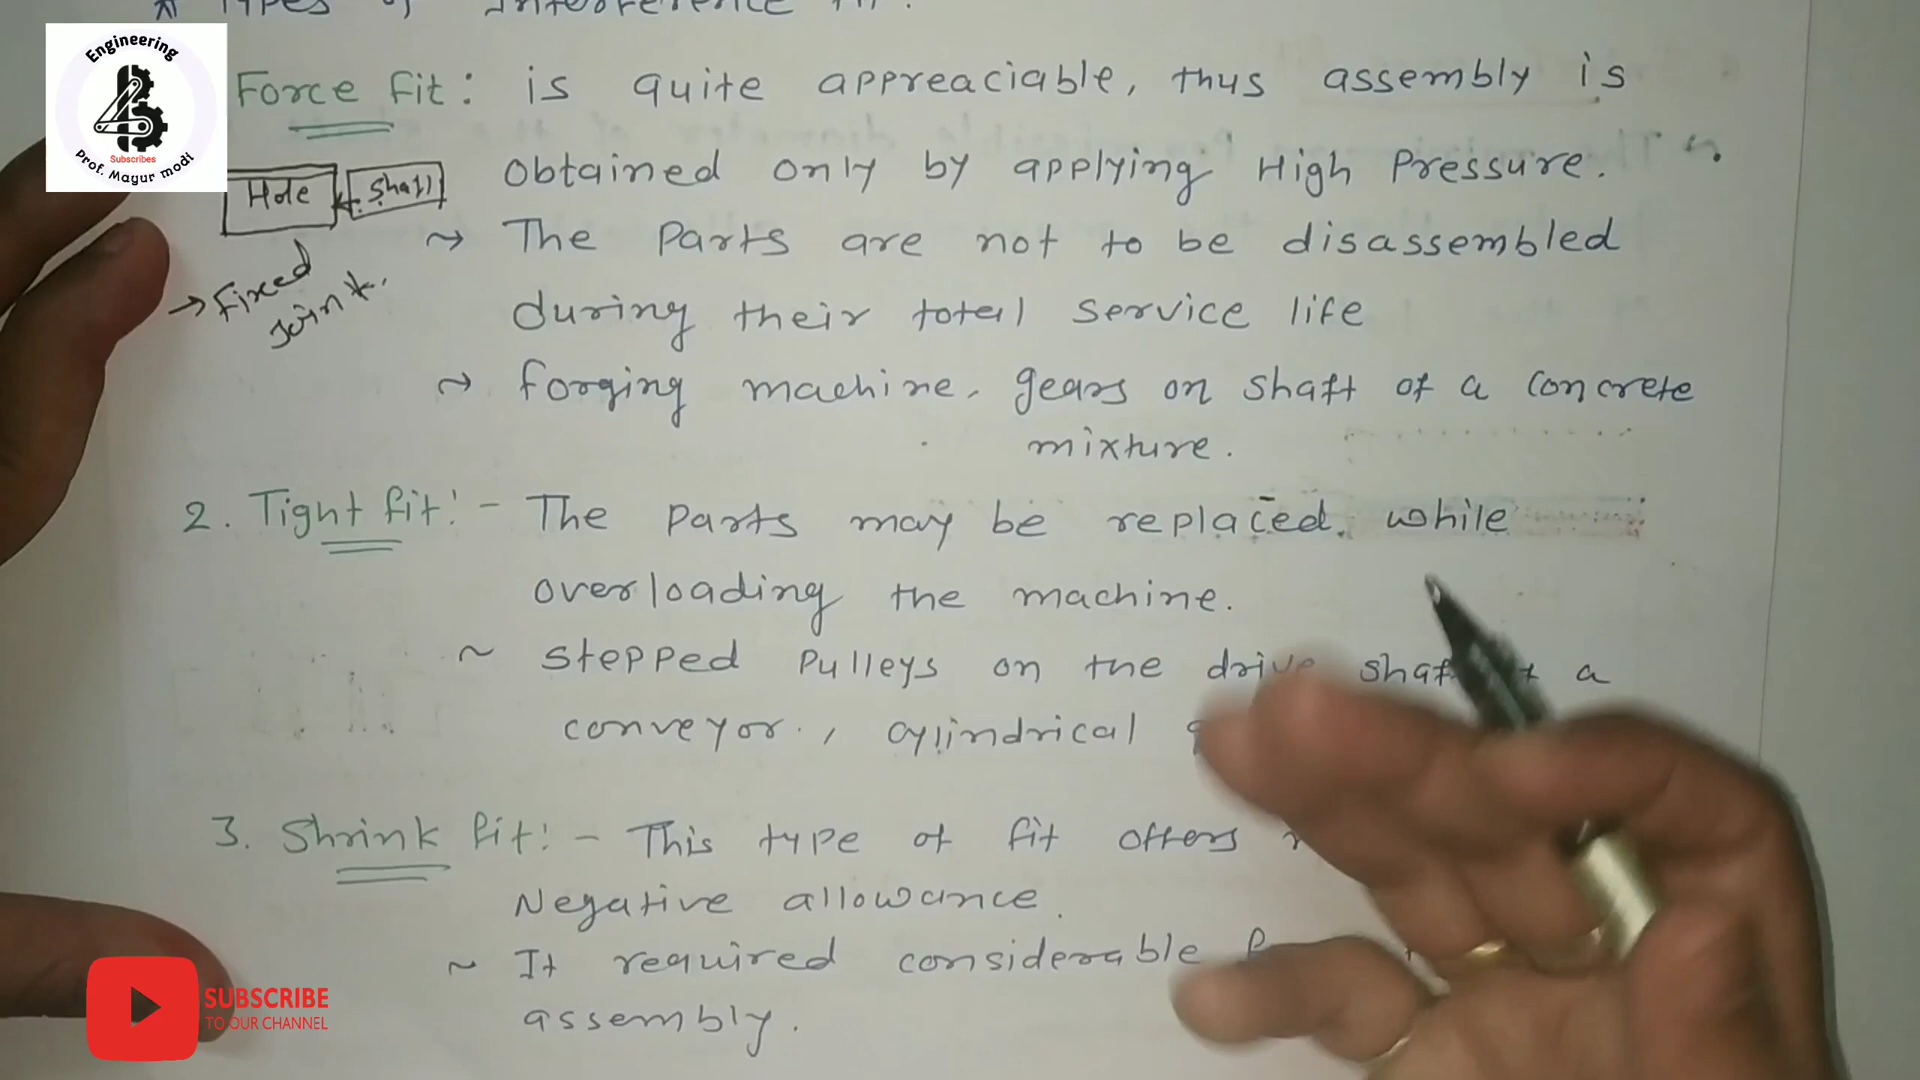 * Types of Interference fit.
Engineering
Subscribes
Prof. Mayur modi
Force fit: is quite appreaciable, thus assembly is
obtained only by applying High Pressure.
Hole
Shaft
→ Fixed
Joint.
~ The Parts are not to be disassembled
during their total service life
~ forging machine, gears on shaft of a concrete
mixture.
2. Tight fit:- The Parts may be replaced while
overloading the machine.
~ stepped Pulleys on the drive shaft a
conveyor., cylindrical
3. Shrink fit:- This type of fit offers
Negative allowance.
~ It required considerable
assembly.
SUBSCRIBE
TO OUR CHANNEL